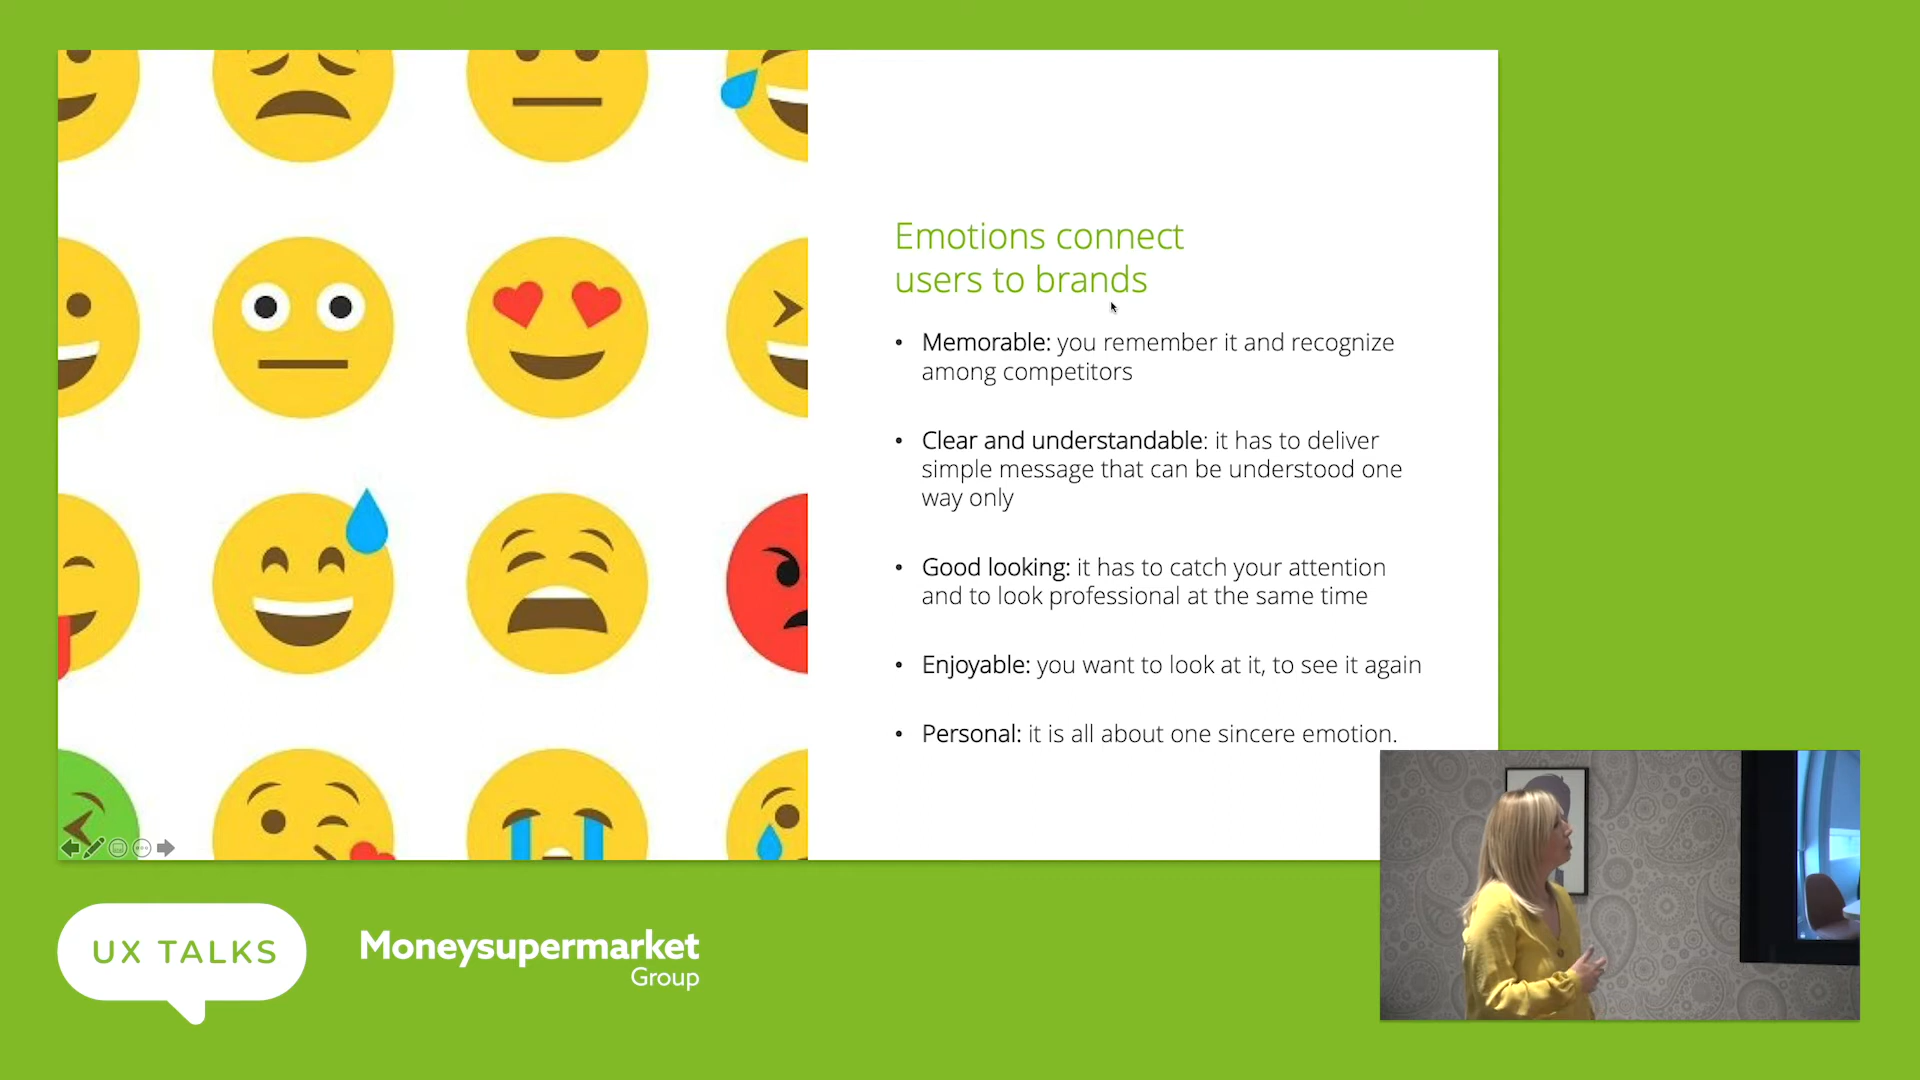 Emotions connect
users to brands
• Memorable: you remember it and recognize
among competitors
• Clear and understandable: it has to deliver
simple message that can be understood one
way only
• Good looking: it has to catch your attention
and to look professional at the same time
• Enjoyable: you want to look at it, to see it again
• Personal: it is all about one sincere emotion.
UX TALKS
Moneysupermarket
Group